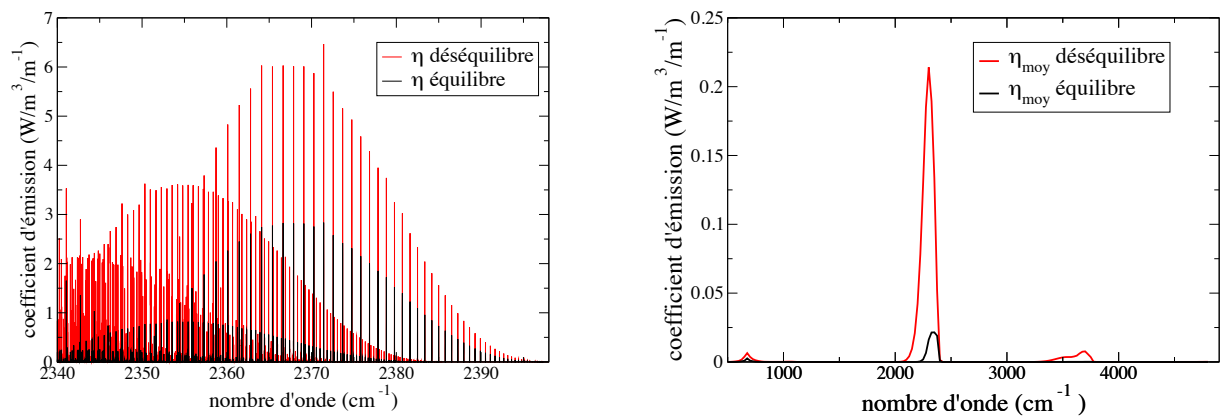 coefficient d'émission (W/m³/m⁻¹)
7
6
5
4
3
2
1
0
η déséquilibre
η équilibre
2340 2350 2360 2370 2380 2390
nombre d'onde (cm⁻¹)
coefficient d'émission (W/m³/m⁻¹)
0.25
0.2
0.15
0.1
0.05
0
ηmoy déséquilibre
ηmoy équilibre
1000 2000 3000 4000
nombre d'onde (cm⁻¹)